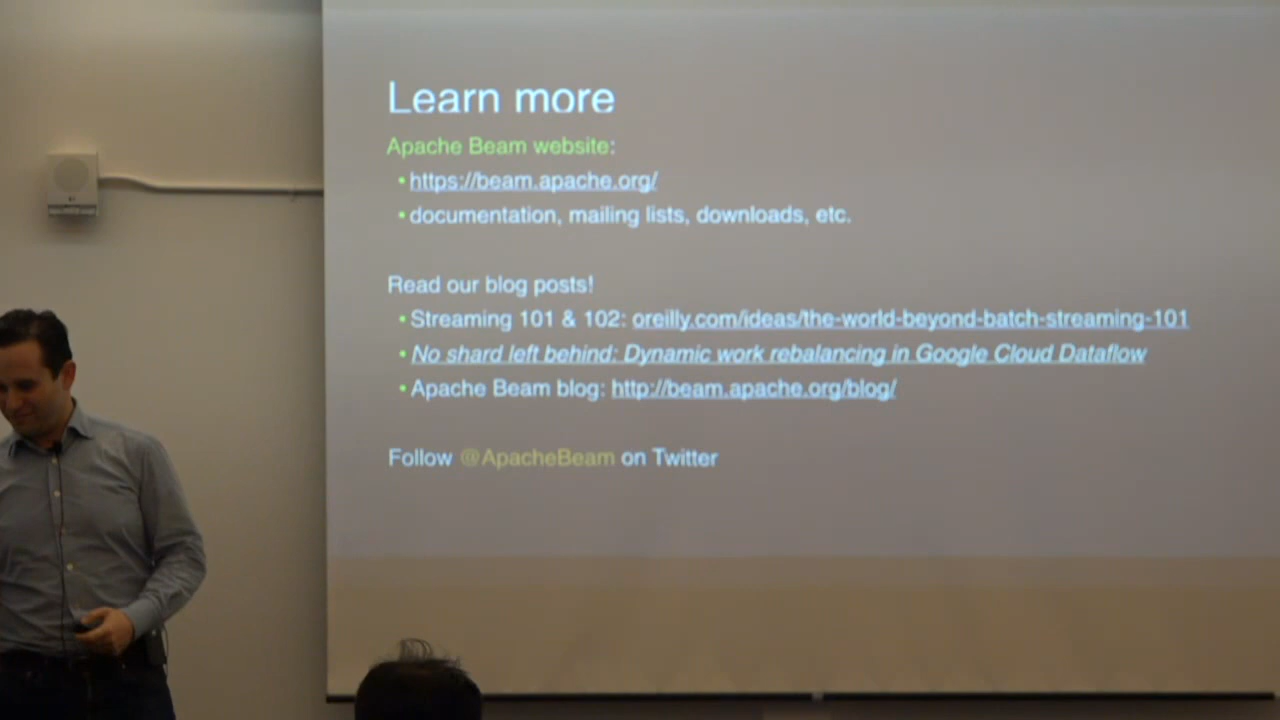 Learn more
Apache Beam website:
•https://beam.apache.org/
•documentation, mailing lists, downloads, etc.
Read our blog posts!
•Streaming 101 & 102: oreilly.com/ideas/the-world-beyond-batch-streaming-101
•No shard left behind: Dynamic work rebalancing in Google Cloud Dataflow
•Apache Beam blog: http://beam.apache.org/blog/
Follow @ApacheBeam on Twitter